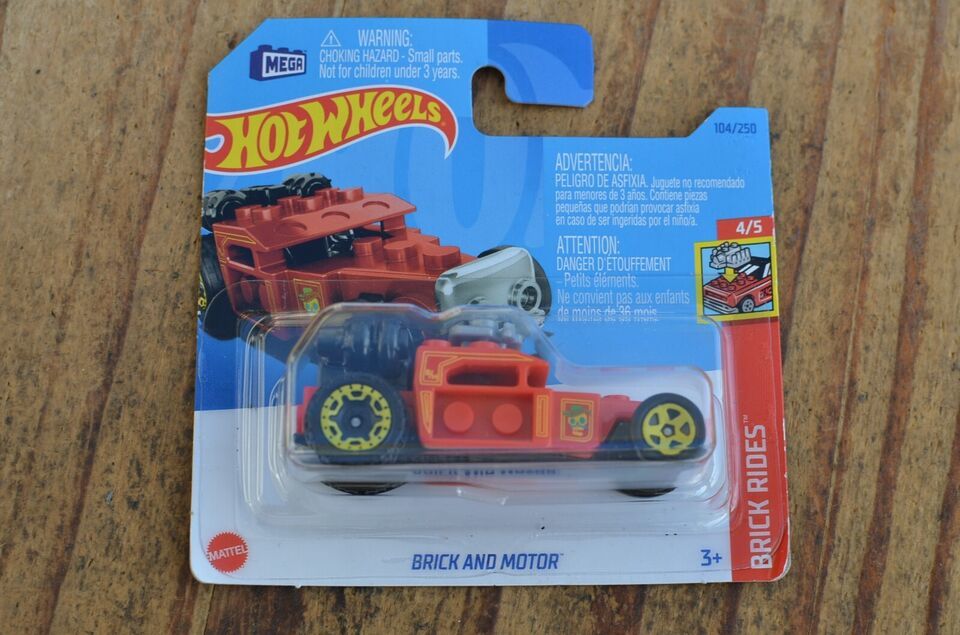 MEGA
WARNING:
CHOKING HAZARD - Small parts.
Not for children under 3 years.
HOT WHEELS
104/250
ADVERTENCIA:
PELIGRO DE ASFIXIA. Juguete no recomendado
para menores de 3 años. Contiene piezas
pequeñas que podrían provocar asfixia
en caso de ser ingeridas por el niño/a.
4/5
ATTENTION:
DANGER D'ÉTOUFFEMENT
- Petits éléments.
Ne convient pas aux enfants
de moins de 36 mois.
BRICK RIDES™
MATTEL
BRICK AND MOTOR™
3+